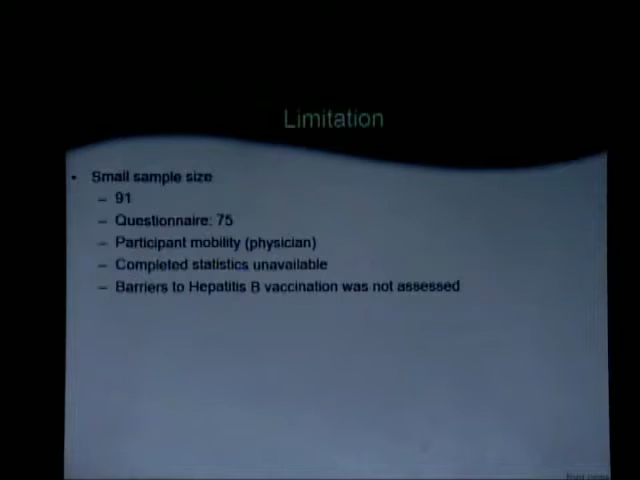 Limitation
• Small sample size
– 91
– Questionnaire: 75
– Participant mobility (physician)
– Completed statistics unavailable
– Barriers to Hepatitis B vaccination was not assessed